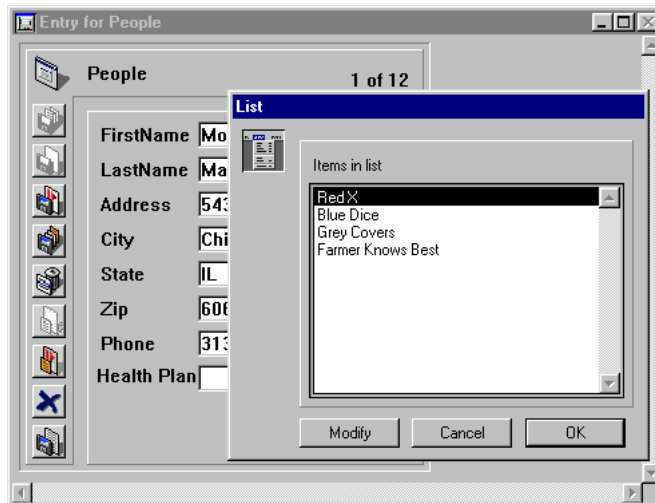 Entry for People
People
1 of 12
List
FirstName Mo
LastName Ma
Address 543
City Chi
State IL
Zip 606
Phone 313
Health Plan
Items in list
Red X
Blue Dice
Grey Covers
Farmer Knows Best
Modify Cancel OK